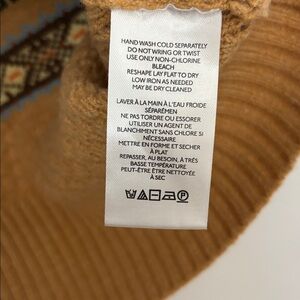 HAND WASH COLD SEPARATELY
DO NOT WRING OR TWIST
USE ONLY NON-CHLORINE
BLEACH
RESHAPE LAY FLAT TO DRY
LOW IRON AS NEEDED
MAY BE DRY CLEANED
LAVER À LA MAIN À L'EAU FROIDE
SÉPARÉMEN
NE PAS TORDRE OU ESSORER
UTILISER UN AGENT DE
BLANCHIMENT SANS CHLORE SI
NÉCESSAIRE
METTRE EN FORME ET SECHER
À PLAT
REPASSER, AU BESOIN, À TRÈS
BASSE TEMPÉRATURE
PEUT-ÊTRE ÊTRE NETTOYÉE
À SEC